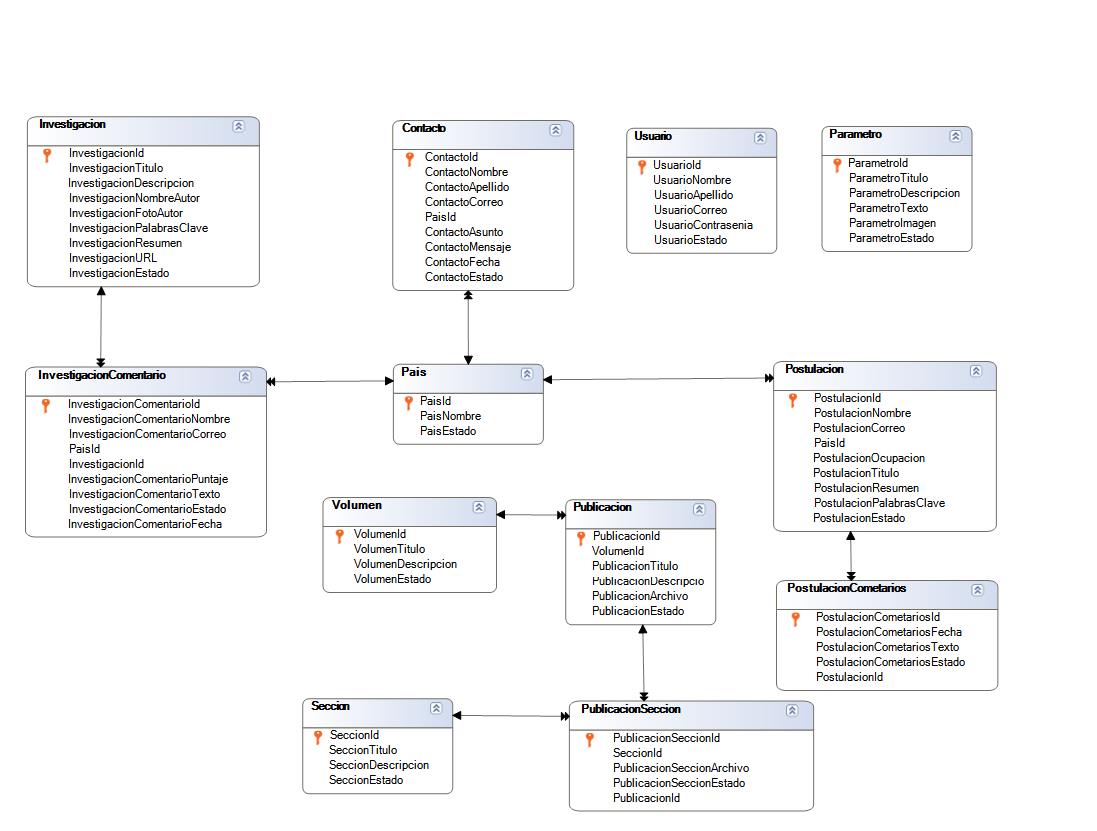 Investigacion
InvestigacionId
InvestigacionTitulo
InvestigacionDescripcion
InvestigacionNombreAutor
InvestigacionFotoAutor
InvestigacionPalabrasClave
InvestigacionResumen
InvestigacionURL
InvestigacionEstado
Contacto
ContactoId
ContactoNombre
ContactoApellido
ContactoCorreo
PaisId
ContactoAsunto
ContactoMensaje
ContactoFecha
ContactoEstado
Usuario
UsuarioId
UsuarioNombre
UsuarioApellido
UsuarioCorreo
UsuarioContrasenia
UsuarioEstado
Parametro
ParametroId
ParametroTitulo
ParametroDescripcion
ParametroTexto
ParametroImagen
ParametroEstado
InvestigacionComentario
InvestigacionComentarioId
InvestigacionComentarioNombre
InvestigacionComentarioCorreo
PaisId
InvestigacionId
InvestigacionComentarioPuntaje
InvestigacionComentarioTexto
InvestigacionComentarioEstado
InvestigacionComentarioFecha
Pais
PaisId
PaisNombre
PaisEstado
Postulacion
PostulacionId
PostulacionNombre
PostulacionCorreo
PaisId
PostulacionOcupacion
PostulacionTitulo
PostulacionResumen
PostulacionPalabrasClave
PostulacionEstado
Volumen
VolumenId
VolumenTitulo
VolumenDescripcion
VolumenEstado
Publicacion
PublicacionId
VolumenId
PublicacionTitulo
PublicacionDescripcio
PublicacionArchivo
PublicacionEstado
PostulacionCometarios
PostulacionCometariosId
PostulacionCometariosFecha
PostulacionCometariosTexto
PostulacionCometariosEstado
PostulacionId
Seccion
SeccionId
SeccionTitulo
SeccionDescripcion
SeccionEstado
PublicacionSeccion
PublicacionSeccionId
SeccionId
PublicacionSeccionArchivo
PublicacionSeccionEstado
PublicacionId